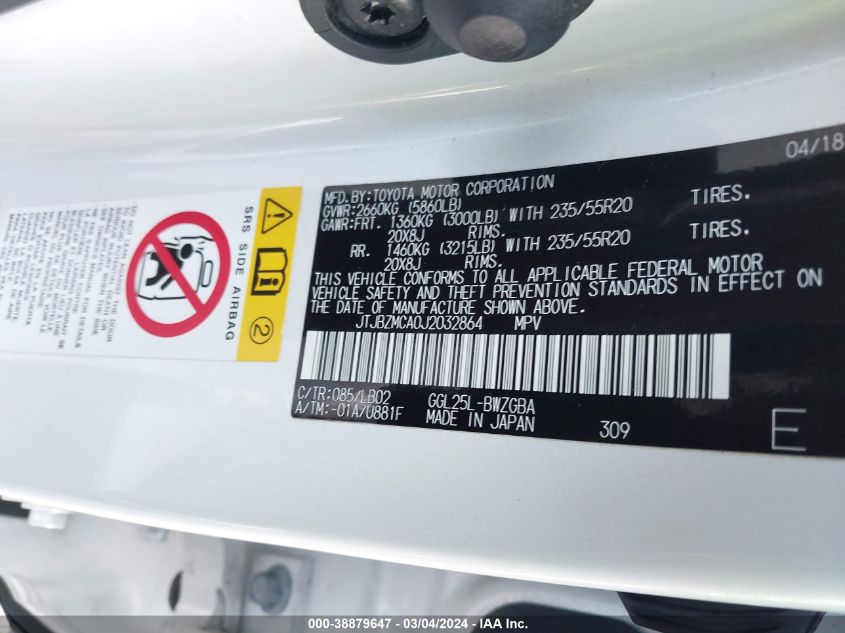 04/18
MFD. BY: TOYOTA MOTOR CORPORATION
GVWR: 2660KG (5860LB)
GAWR: FRT. 1360KG (3000LB) WITH 235/55R20 TIRES.
20X8J RIMS.
RR. 1460KG (3215LB) WITH 235/55R20 TIRES.
20X8J RIMS.
THIS VEHICLE CONFORMS TO ALL APPLICABLE FEDERAL MOTOR
VEHICLE SAFETY AND THEFT PREVENTION STANDARDS IN EFFECT ON
THE DATE OF MANUFACTURE SHOWN ABOVE.
JTJBZMCA0J2032864 MPV
C/TR: 085/LB02 GGL25L-BWZGBA
A/TM: -01A/U881F MADE IN JAPAN 309 E
SRS SIDE AIRBAG
2
000-38879647 - 03/04/2024 - IAA Inc.